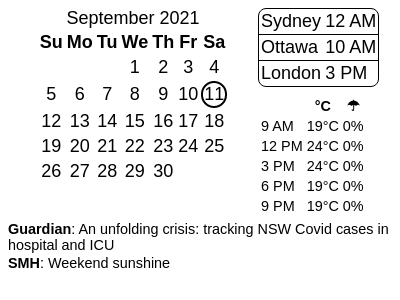 September 2021
Su Mo Tu We Th Fr Sa
1 2 3 4
5 6 7 8 9 10 11
12 13 14 15 16 17 18
19 20 21 22 23 24 25
26 27 28 29 30
Sydney 12 AM
Ottawa 10 AM
London 3 PM
°C ☂
9 AM 19°C 0%
12 PM 24°C 0%
3 PM 24°C 0%
6 PM 19°C 0%
9 PM 19°C 0%
Guardian: An unfolding crisis: tracking NSW Covid cases in
hospital and ICU
SMH: Weekend sunshine